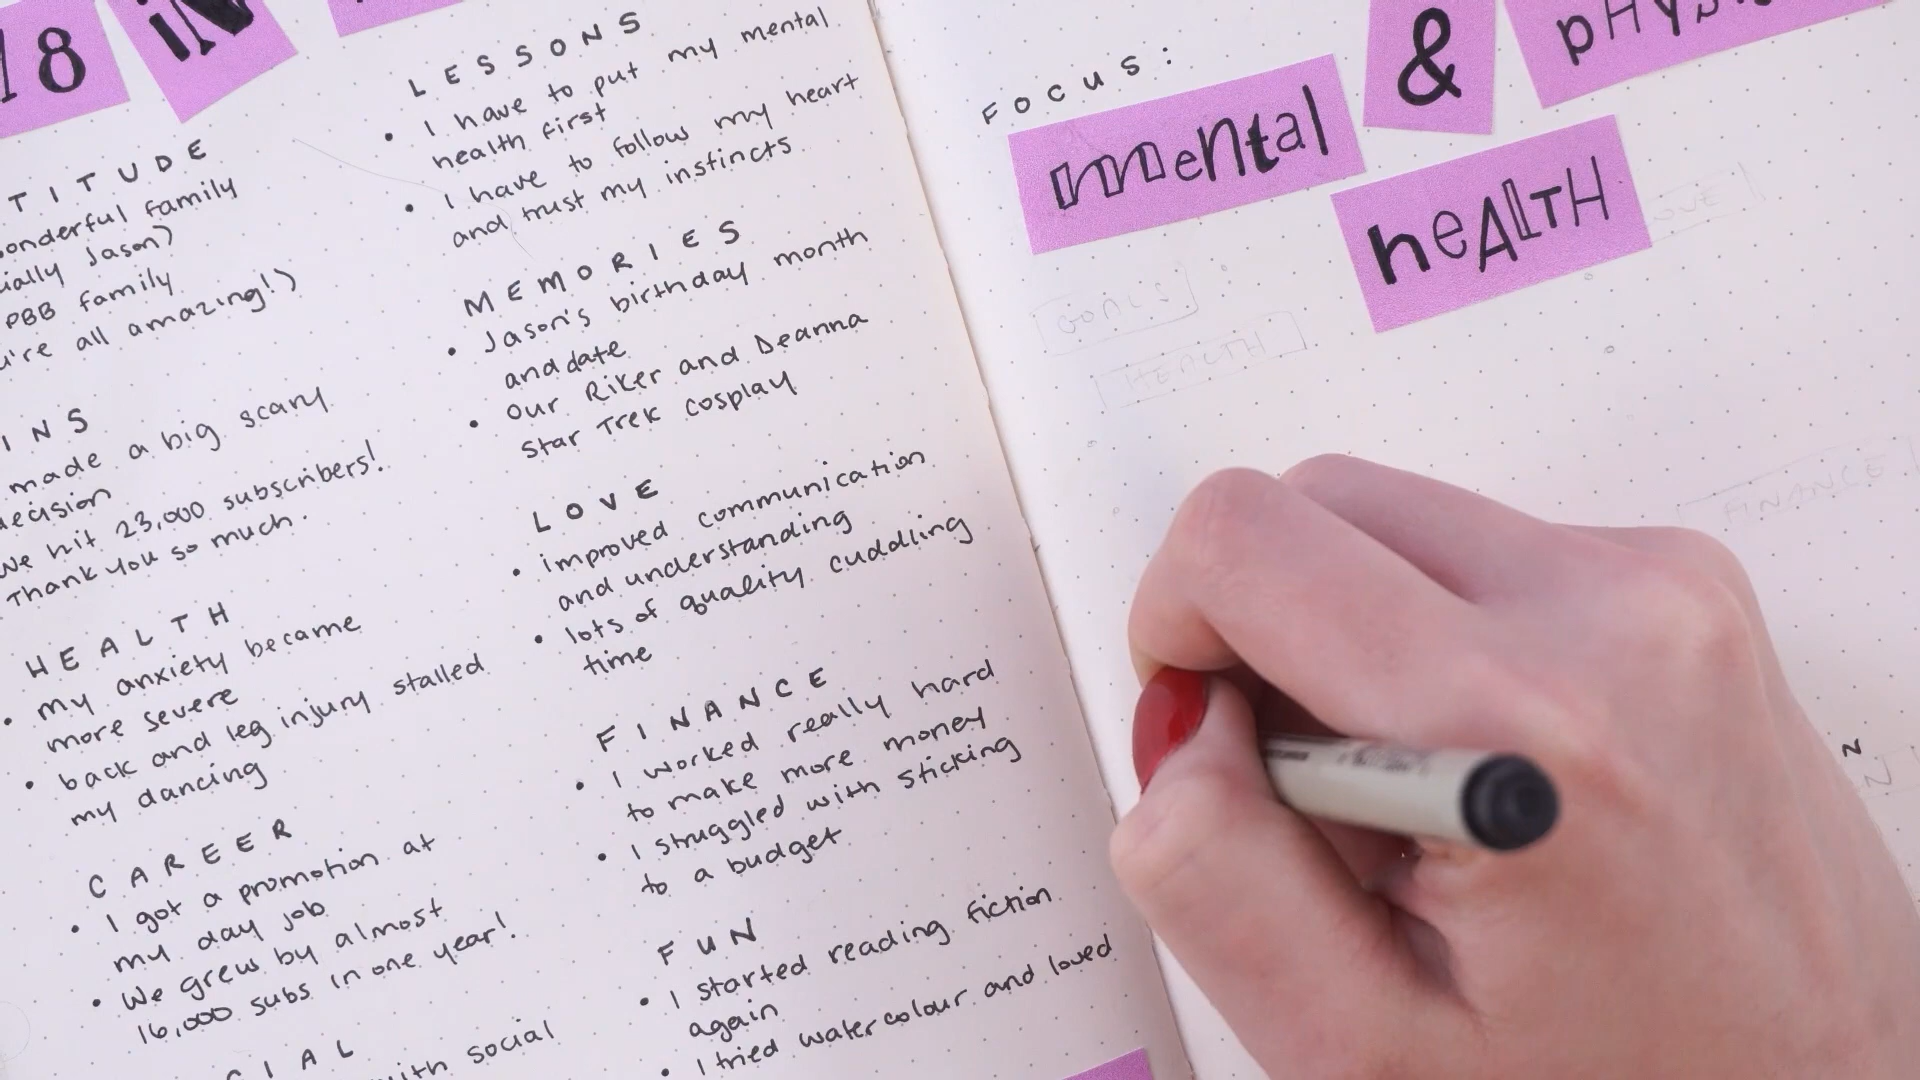 18 iN
TITUDE
onderful family
ially Jason)
PBB family
u're all amazing!)
INS
made a big scary
decision
we hit 23,000 subscribers!
Thank you so much.
HEALTH
• my anxiety became
more severe
• back and leg injury stalled
my dancing
CAREER
• I got a promotion at
my day job
• We grew by almost
16,000 subs in one year!
CIAL
with social
LESSONS
• I have to put my mental
health first
• I have to follow my heart
and trust my instincts
MEMORIES
• Jason's birthday month
and date
• Our Riker and Deanna
Star Trek cosplay
LOVE
• improved communication
and understanding
• lots of quality cuddling
time
FINANCE
• I worked really hard
to make more money
• I struggled with sticking
to a budget
FUN
• I started reading fiction
again
• I tried watercolour and loved
FOCUS:
mental & pHys
heAlTH
GOALS
HEALTH
FINANCE
N